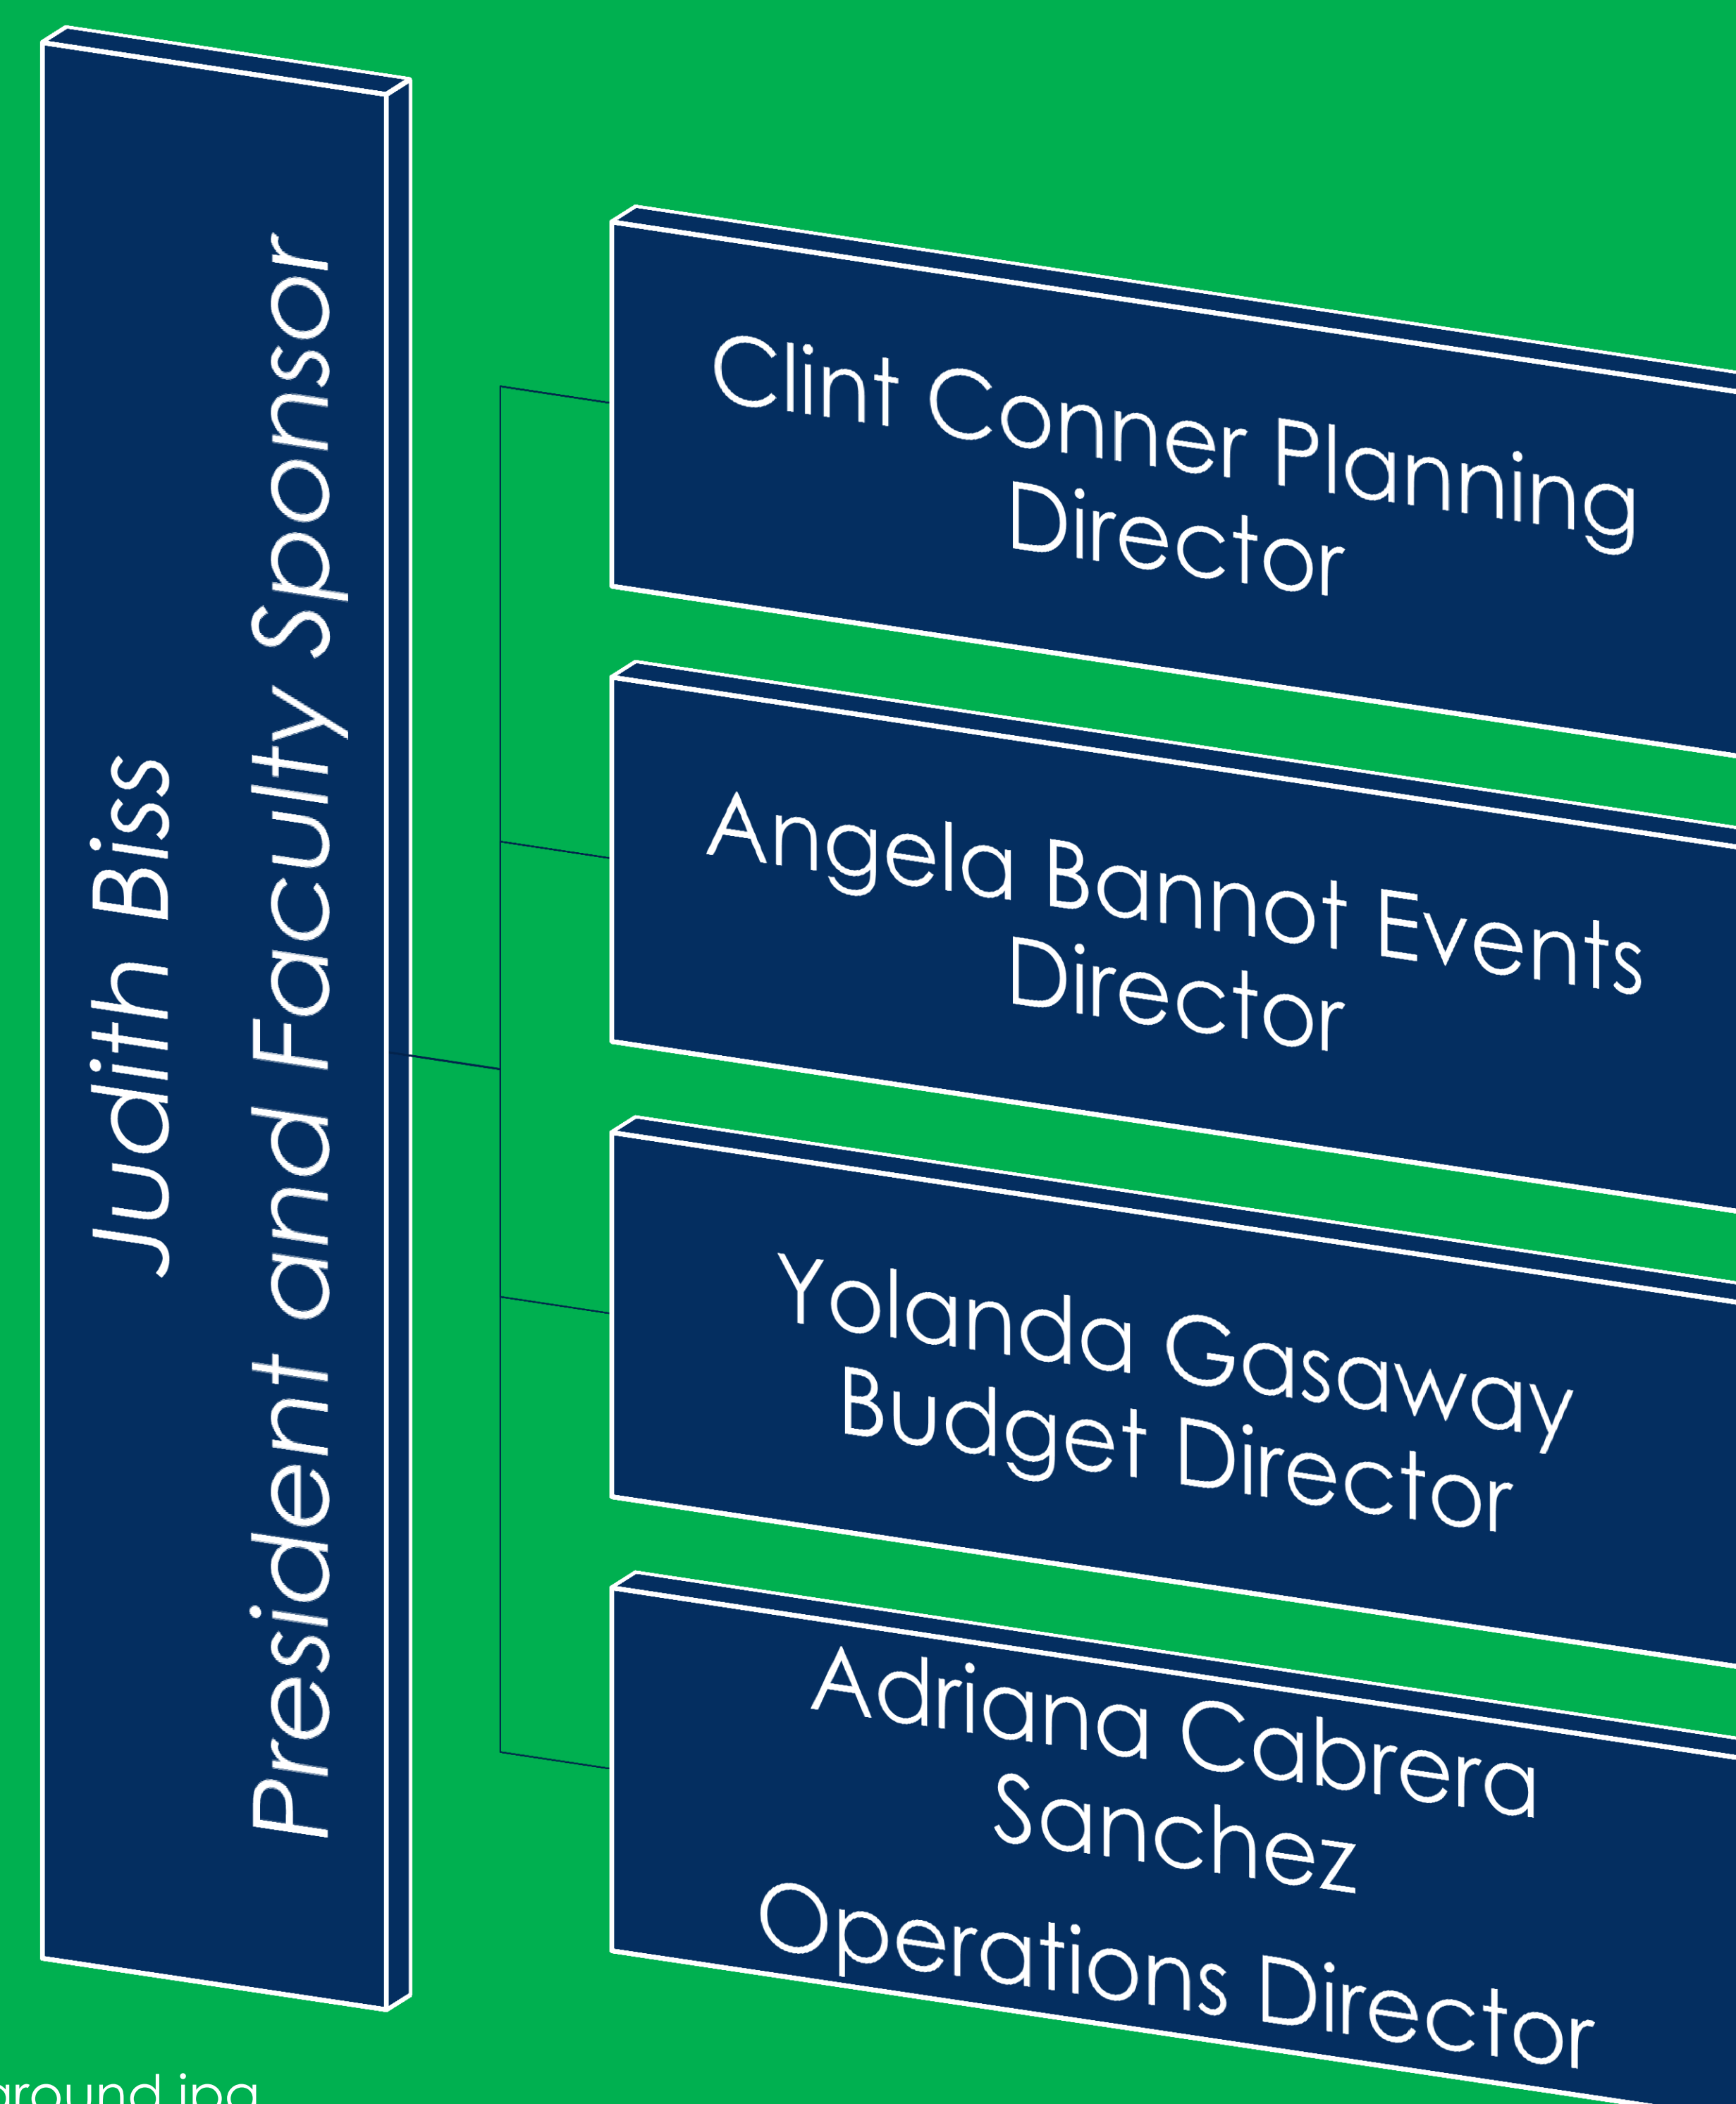 Judith Biss
President and Faculty Sponsor
Clint Conner Planning
Director
Angela Bannot Events
Director
Yolanda Gasaway
Budget Director
Adriana Cabrera
Sanchez
Operations Director